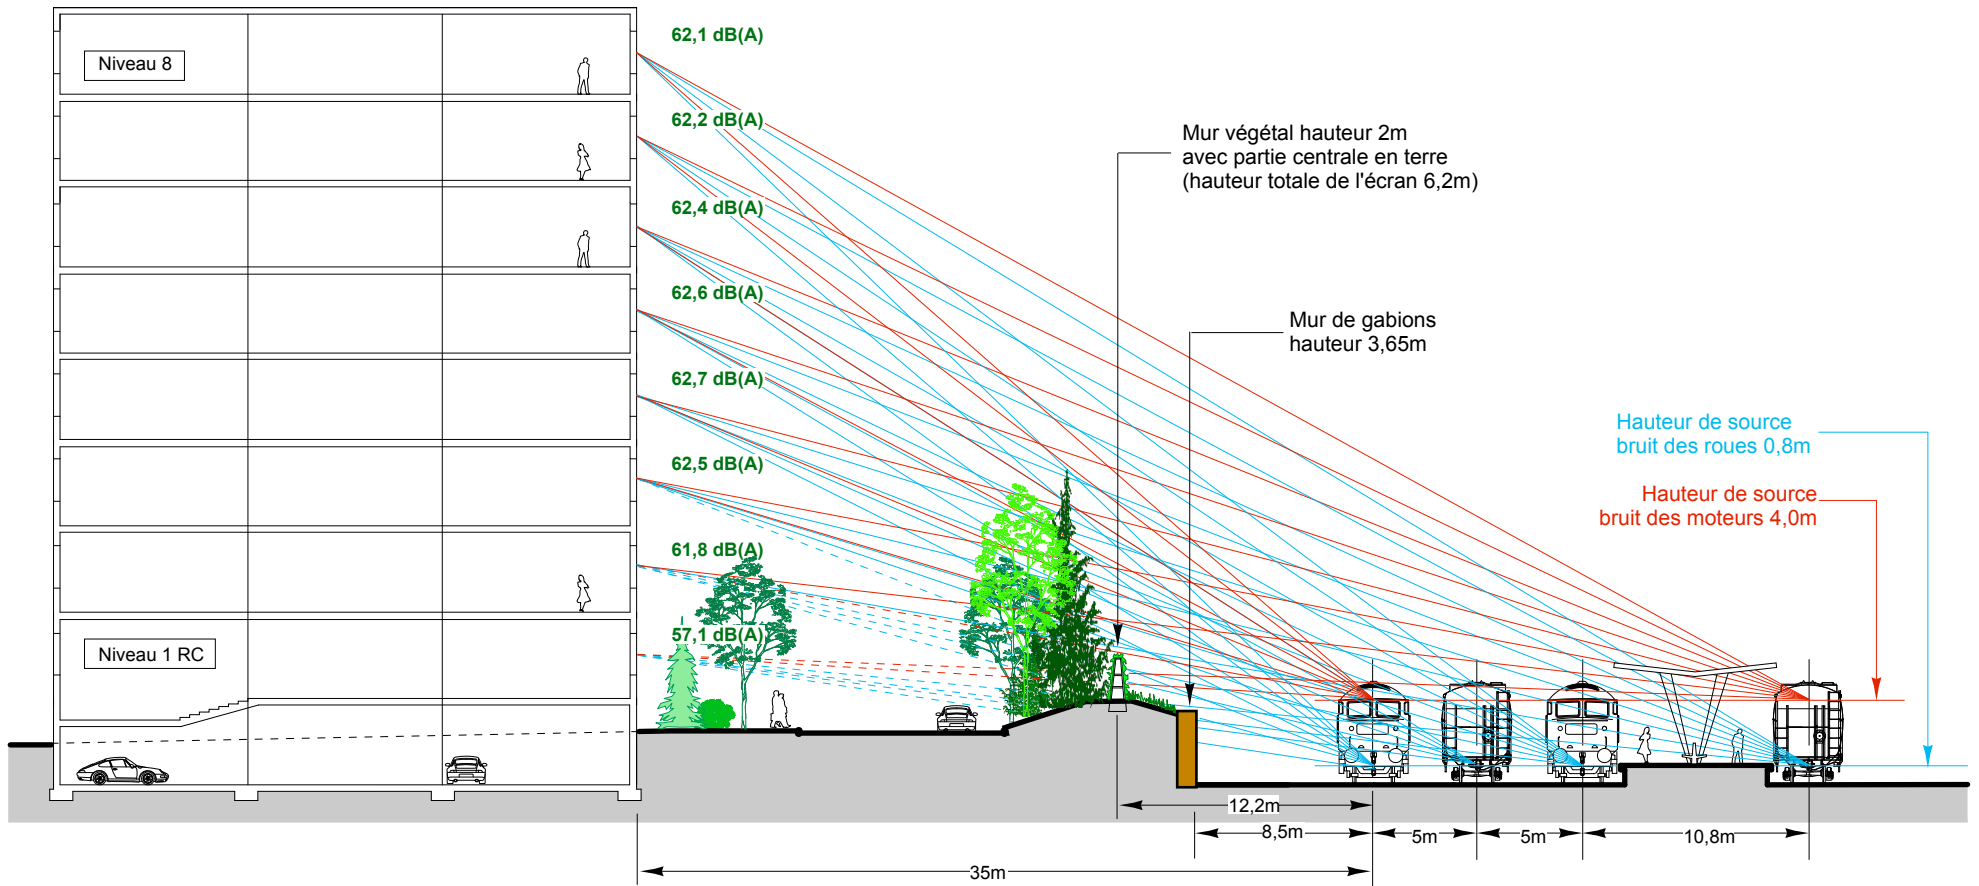 62,1 dB(A)
Niveau 8
62,2 dB(A)
Mur végétal hauteur 2m
avec partie centrale en terre
(hauteur totale de l'écran 6,2m)
62,4 dB(A)
62,6 dB(A)
Mur de gabions
hauteur 3,65m
62,7 dB(A)
Hauteur de source
bruit des roues 0,8m
62,5 dB(A)
Hauteur de source
bruit des moteurs 4,0m
61,8 dB(A)
57,1 dB(A)
Niveau 1 RC
12,2m
8,5m
5m
5m
10,8m
35m